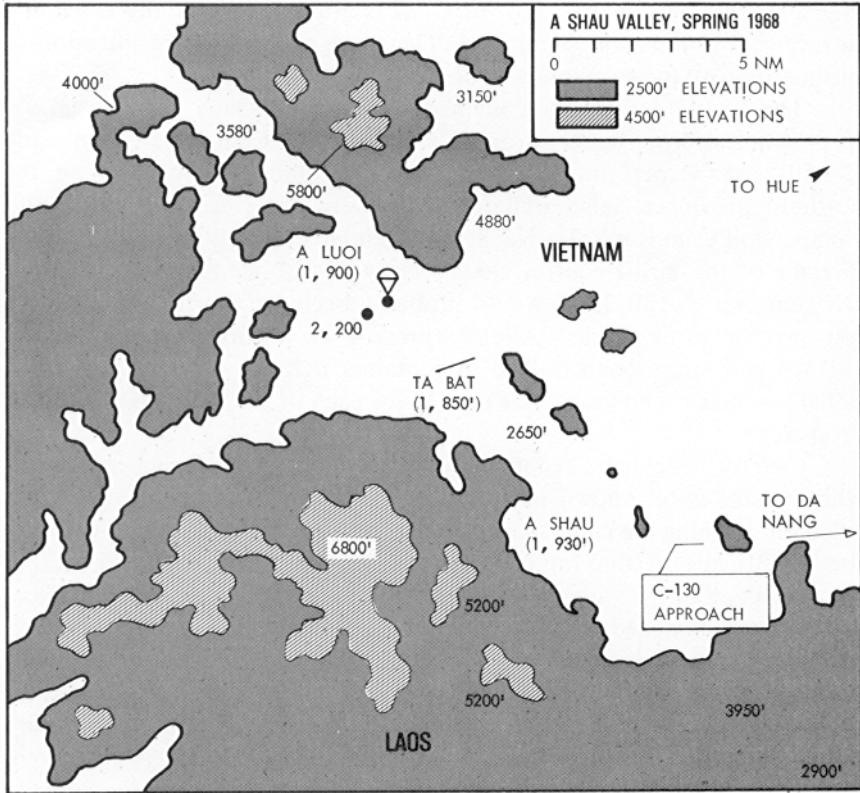 A SHAU VALLEY, SPRING 1968
0 5 NM
2500' ELEVATIONS
4500' ELEVATIONS
4000'
3580'
3150'
5800'
4880'
TO HUE
VIETNAM
A LUOI
(1, 900)
2, 200
TA BAT
(1, 850')
2650'
A SHAU
(1, 930')
TO DA
NANG
C-130
APPROACH
6800'
5200'
5200'
3950'
LAOS
2900'